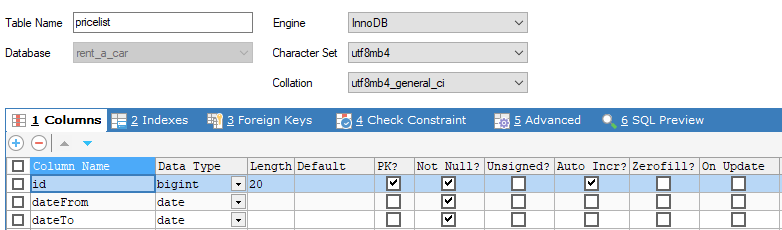 Table Name pricelist Engine InnoDB
Database rent_a_car Character Set utf8mb4
Collation utf8mb4_general_ci
1 Columns 2 Indexes 3 Foreign Keys 4 Check Constraint 5 Advanced 6 SQL Preview
Column Name Data Type Length Default PK? Not Null? Unsigned? Auto Incr? Zerofill? On Update
id bigint 20
dateFrom date
dateTo date